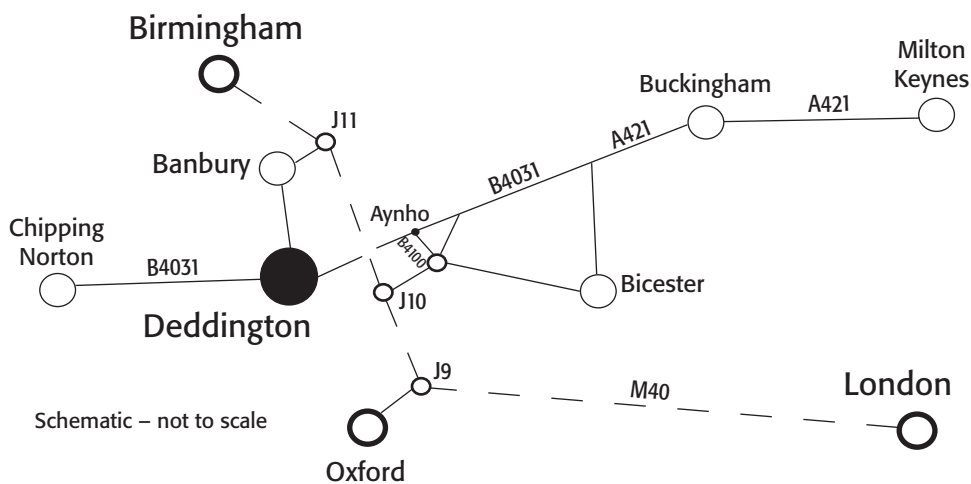 Birmingham
Milton
Keynes
Buckingham
A421
J11
A421
Banbury
B4031
Aynho
Chipping
Norton
B4100
B4031
Bicester
J10
Deddington
J9
London
M40
Schematic – not to scale
Oxford